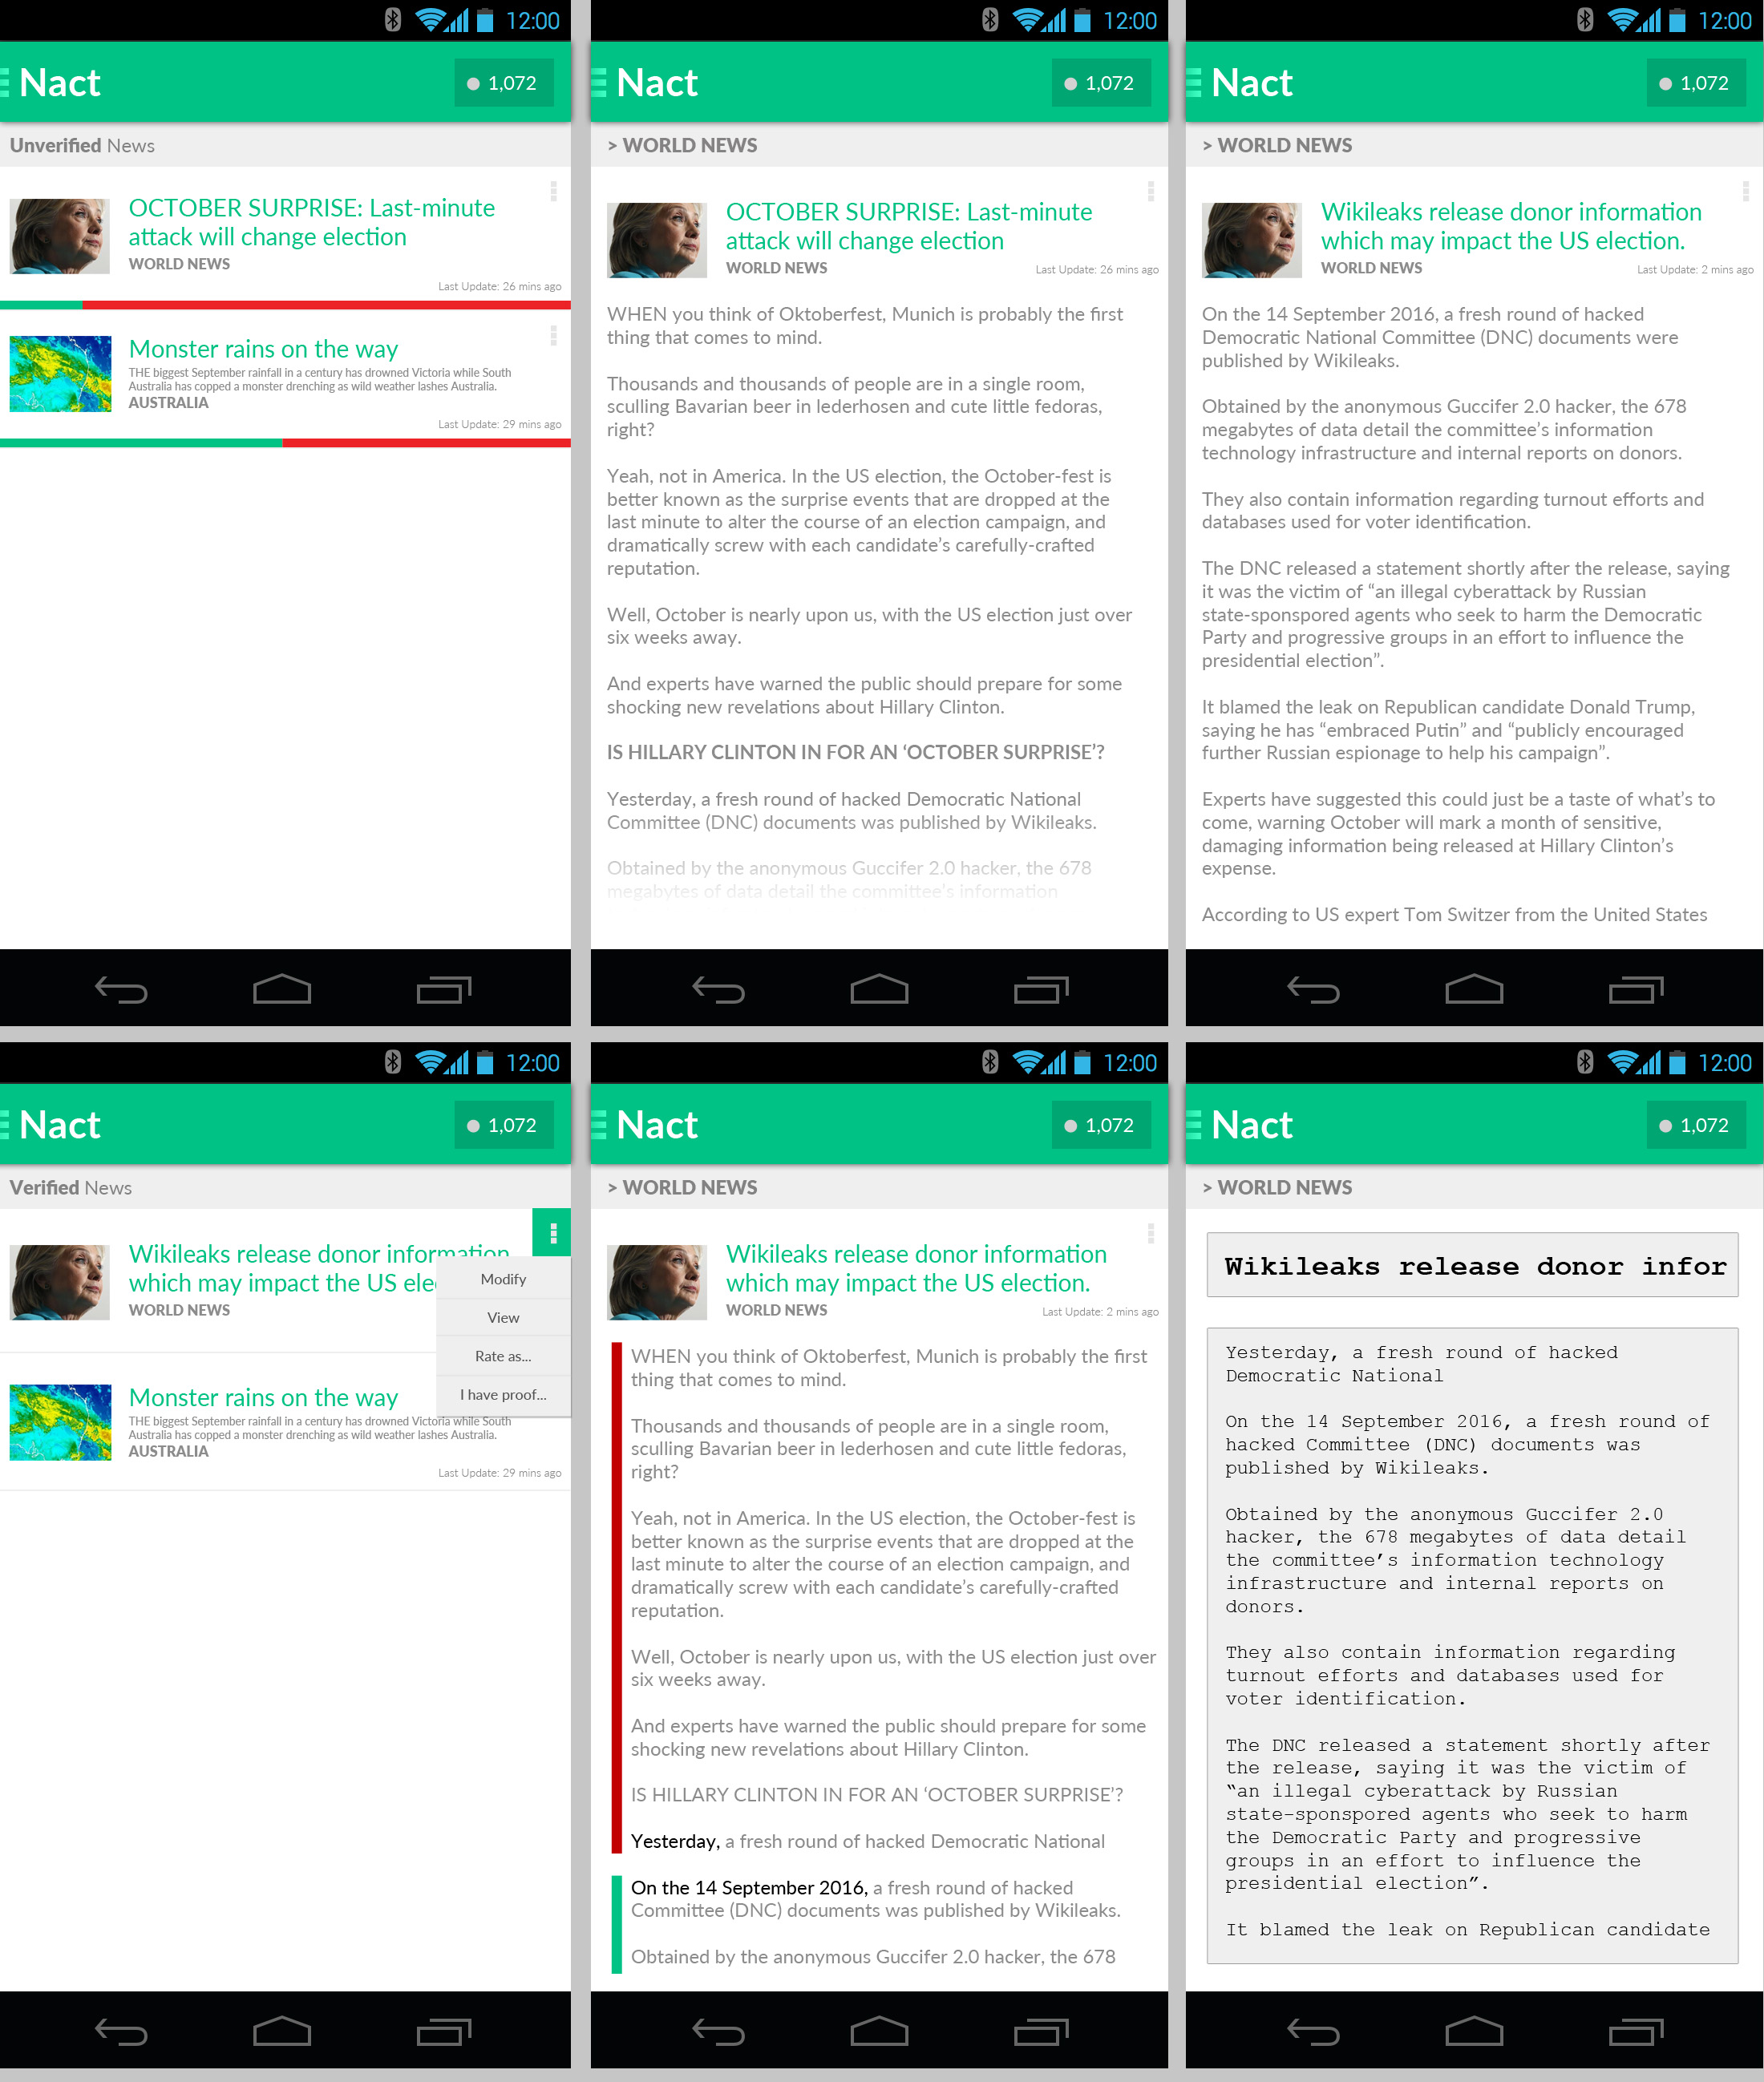 12:00
Nact
1,072
Unverified News
OCTOBER SURPRISE: Last-minute
attack will change election
WORLD NEWS
Last Update: 26 mins ago
Monster rains on the way
THE biggest September rainfall in a century has drowned Victoria while South
Australia has copped a monster drenching as wild weather lashes Australia.
AUSTRALIA
Last Update: 29 mins ago
12:00
Nact
1,072
> WORLD NEWS
OCTOBER SURPRISE: Last-minute
attack will change election
WORLD NEWS
Last Update: 26 mins ago
WHEN you think of Oktoberfest, Munich is probably the first
thing that comes to mind.
Thousands and thousands of people are in a single room,
sculling Bavarian beer in lederhosen and cute little fedoras,
right?
Yeah, not in America. In the US election, the October-fest is
better known as the surprise events that are dropped at the
last minute to alter the course of an election campaign, and
dramatically screw with each candidate’s carefully-crafted
reputation.
Well, October is nearly upon us, with the US election just over
six weeks away.
And experts have warned the public should prepare for some
shocking new revelations about Hillary Clinton.
IS HILLARY CLINTON IN FOR AN ‘OCTOBER SURPRISE’?
Yesterday, a fresh round of hacked Democratic National
Committee (DNC) documents was published by Wikileaks.
Obtained by the anonymous Guccifer 2.0 hacker, the 678
megabytes of data detail the committee’s information
12:00
Nact
1,072
> WORLD NEWS
Wikileaks release donor information
which may impact the US election.
WORLD NEWS
Last Update: 2 mins ago
On the 14 September 2016, a fresh round of hacked
Democratic National Committee (DNC) documents were
published by Wikileaks.
Obtained by the anonymous Guccifer 2.0 hacker, the 678
megabytes of data detail the committee’s information
technology infrastructure and internal reports on donors.
They also contain information regarding turnout efforts and
databases used for voter identification.
The DNC released a statement shortly after the release, saying
it was the victim of “an illegal cyberattack by Russian
state-sponspored agents who seek to harm the Democratic
Party and progressive groups in an effort to influence the
presidential election”.
It blamed the leak on Republican candidate Donald Trump,
saying he has “embraced Putin” and “publicly encouraged
further Russian espionage to help his campaign”.
Experts have suggested this could just be a taste of what’s to
come, warning October will mark a month of sensitive,
damaging information being released at Hillary Clinton’s
expense.
According to US expert Tom Switzer from the United States
12:00
Nact
1,072
Verified News
Wikileaks release donor information
which may impact the US elec
WORLD NEWS
Modify
View
Rate as...
I have proof...
Monster rains on the way
THE biggest September rainfall in a century has drowned Victoria while South
Australia has copped a monster drenching as wild weather lashes Australia.
AUSTRALIA
Last Update: 29 mins ago
12:00
Nact
1,072
> WORLD NEWS
Wikileaks release donor information
which may impact the US election.
WORLD NEWS
Last Update: 2 mins ago
WHEN you think of Oktoberfest, Munich is probably the first
thing that comes to mind.
Thousands and thousands of people are in a single room,
sculling Bavarian beer in lederhosen and cute little fedoras,
right?
Yeah, not in America. In the US election, the October-fest is
better known as the surprise events that are dropped at the
last minute to alter the course of an election campaign, and
dramatically screw with each candidate’s carefully-crafted
reputation.
Well, October is nearly upon us, with the US election just over
six weeks away.
And experts have warned the public should prepare for some
shocking new revelations about Hillary Clinton.
IS HILLARY CLINTON IN FOR AN ‘OCTOBER SURPRISE’?
Yesterday, a fresh round of hacked Democratic National
On the 14 September 2016, a fresh round of hacked
Committee (DNC) documents was published by Wikileaks.
Obtained by the anonymous Guccifer 2.0 hacker, the 678
12:00
Nact
1,072
> WORLD NEWS
Wikileaks release donor infor
Yesterday, a fresh round of hacked
Democratic National
On the 14 September 2016, a fresh round of
hacked Committee (DNC) documents was
published by Wikileaks.
Obtained by the anonymous Guccifer 2.0
hacker, the 678 megabytes of data detail
the committee’s information technology
infrastructure and internal reports on
donors.
They also contain information regarding
turnout efforts and databases used for
voter identification.
The DNC released a statement shortly after
the release, saying it was the victim of
“an illegal cyberattack by Russian
state-sponspored agents who seek to harm
the Democratic Party and progressive
groups in an effort to influence the
presidential election”.
It blamed the leak on Republican candidate